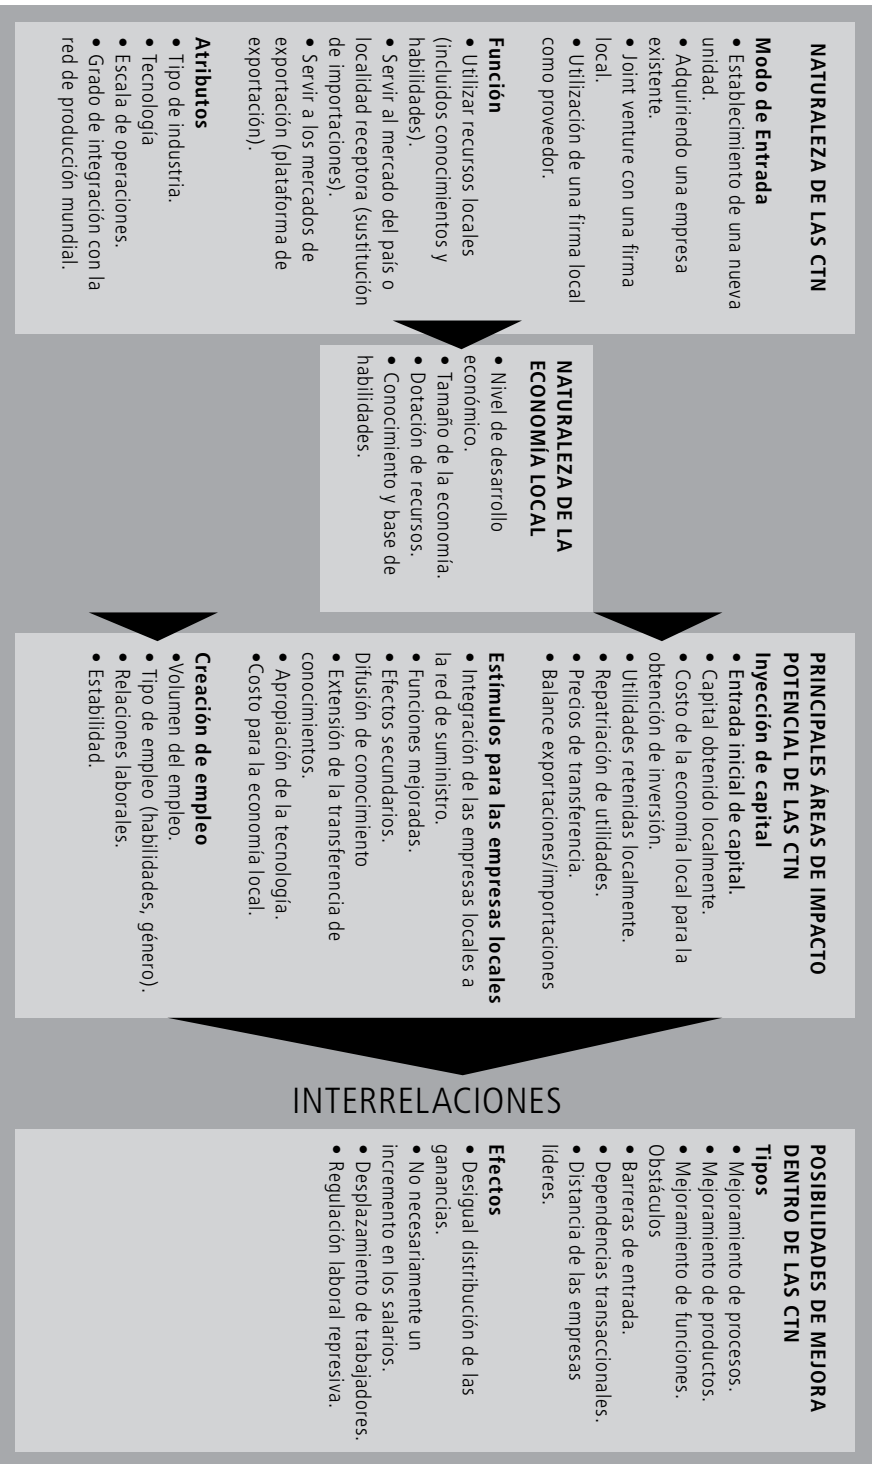 NATURALEZA DE LAS CTN
Modo de Entrada
• Establecimiento de una nueva
unidad.
• Adquiriendo una empresa
existente.
• Joint venture con una firma
local.
• Utilización de una firma local
como proveedor.
Función
• Utilizar recursos locales
(incluidos conocimientos y
habilidades).
• Servir al mercado del país o
localidad receptora (sustitución
de importaciones).
• Servir a los mercados de
exportación (plataforma de
exportación).
Atributos
• Tipo de industria.
• Tecnología
• Escala de operaciones.
• Grado de integración con la
red de producción mundial.
NATURALEZA DE LA
ECONOMÍA LOCAL
• Nivel de desarrollo
económico.
• Tamaño de la economía.
• Dotación de recursos.
• Conocimiento y base de
habilidades.
PRINCIPALES ÁREAS DE IMPACTO
POTENCIAL DE LAS CTN
Inyección de capital
• Entrada inicial de capital.
• Capital obtenido localmente.
• Costo de la economía local para la
obtención de inversión.
• Utilidades retenidas localmente.
• Repatriación de utilidades.
• Precios de transferencia.
• Balance exportaciones/importaciones
Estímulos para las empresas locales
• Integración de las empresas locales a
la red de suministro.
• Funciones mejoradas.
• Efectos secundarios.
Difusión de conocimiento
• Extensión de la transferencia de
conocimientos.
• Apropiación de la tecnología.
•Costo para la economía local.
Creación de empleo
•Volumen del empleo.
• Tipo de empleo (habilidades, género).
• Relaciones laborales.
• Estabilidad.
INTERRELACIONES
POSIBILIDADES DE MEJORA
DENTRO DE LAS CTN
Tipos
• Mejoramiento de procesos.
• Mejoramiento de productos.
• Mejoramiento de funciones.
Obstáculos
• Barreras de entrada.
• Dependencias transaccionales.
• Distancia de las empresas
líderes.
Efectos
• Desigual distribución de las
ganancias.
• No necesariamente un
incremento en los salarios.
• Desplazamiento de trabajadores.
• Regulación laboral represiva.